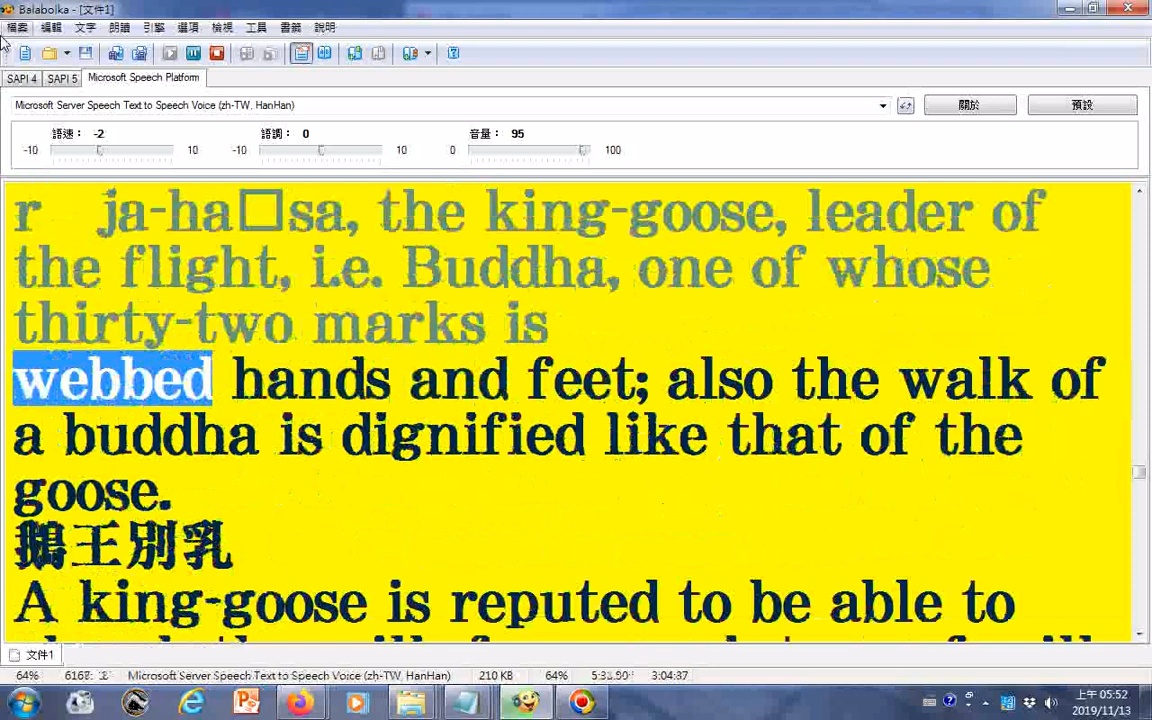 Balabolka - [文件1]
檔案 編輯 文字 朗讀 引擎 選項 檢視 工具 書籤 說明
SAPI 4 SAPI 5 Microsoft Speech Platform
Microsoft Server Speech Text to Speech Voice (zh-TW, HanHan) 關於 預設
語速： -2 語調： 0 音量： 95
-10 10 -10 10 0 100
r ja-ha□sa, the king-goose, leader of
the flight, i.e. Buddha, one of whose
thirty-two marks is
webbed hands and feet; also the walk of
a buddha is dignified like that of the
goose.
鵝王別乳
A king-goose is reputed to be able to
文件1
64% Microsoft Server Speech Text to Speech Voice (zh-TW, HanHan) 210 KB 64% 3:04:37
上午 05:52
2019/11/13